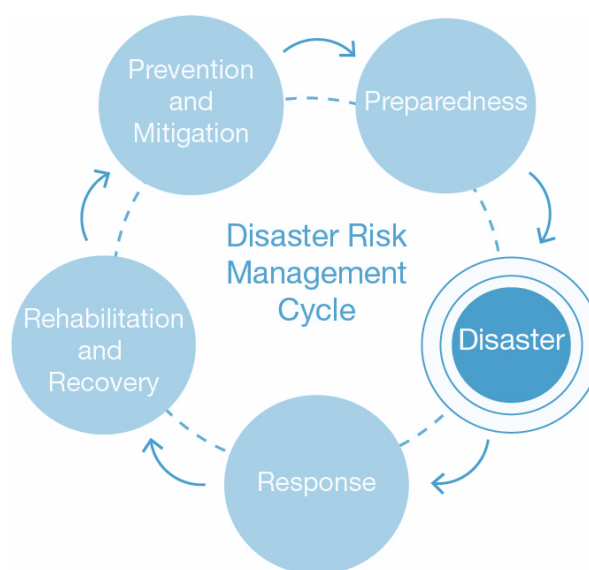 Prevention
and
Mitigation
Preparedness
Disaster Risk
Management
Cycle
Disaster
Response
Rehabilitation
and
Recovery